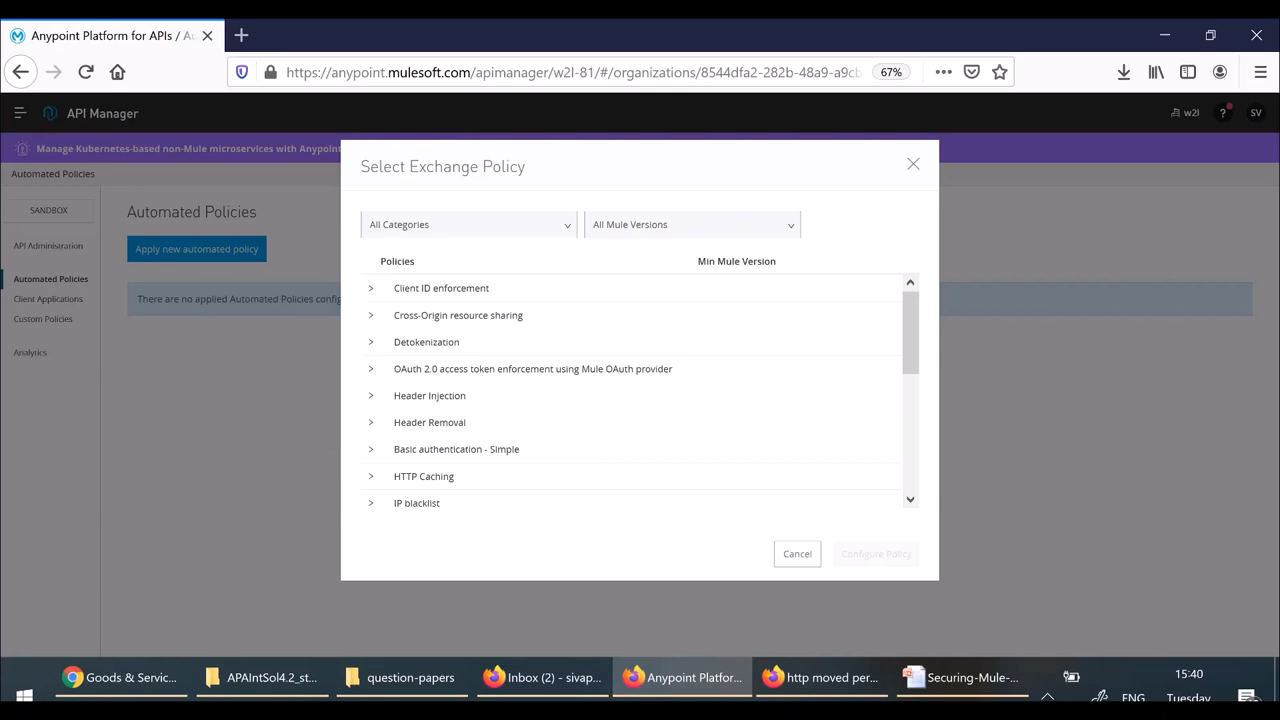 Anypoint Platform for APIs / Au
https://anypoint.mulesoft.com/apimanager/w2l-81/#/organizations/8544dfa2-282b-48a9-a9cb
67%
API Manager
w2l
?
SV
Manage Kubernetes-based non-Mule microservices with Anypoint
Automated Policies
SANDBOX
API Administration
Automated Policies
Client Applications
Custom Policies
Analytics
Automated Policies
Apply new automated policy
There are no applied Automated Policies config
Select Exchange Policy
All Categories
All Mule Versions
Policies
Min Mule Version
Client ID enforcement
Cross-Origin resource sharing
Detokenization
OAuth 2.0 access token enforcement using Mule OAuth provider
Header Injection
Header Removal
Basic authentication - Simple
HTTP Caching
IP blacklist
Cancel
Configure Policy
Goods & Servic...
APAIntSol4.2_st...
question-papers
Inbox (2) - sivap...
Anypoint Platfor...
http moved per...
Securing-Mule-...
15:40
ENG
Tuesday